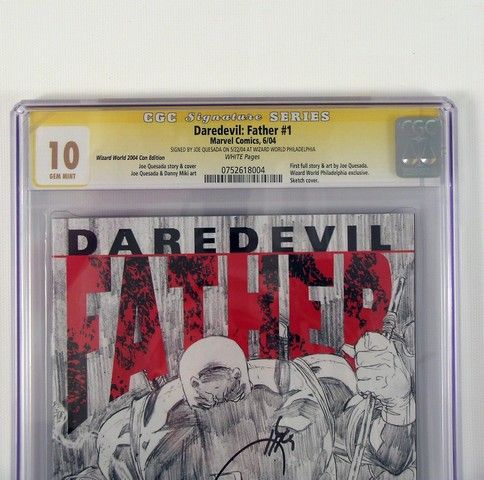 CGC Signature SERIES
10
GEM MINT
Daredevil: Father #1
Marvel Comics, 6/04
SIGNED BY JOE QUESADA ON 5/22/04 AT WIZARD WORLD PHILADELPHIA
Wizard World 2004 Con Edition
WHITE Pages
Joe Quesada story & cover
Joe Quesada & Danny Miki art
0752618004
First full story & art by Joe Quesada.
Wizard World Philadelphia exclusive.
Sketch cover.
CGC
DAREDEVIL
FATHER